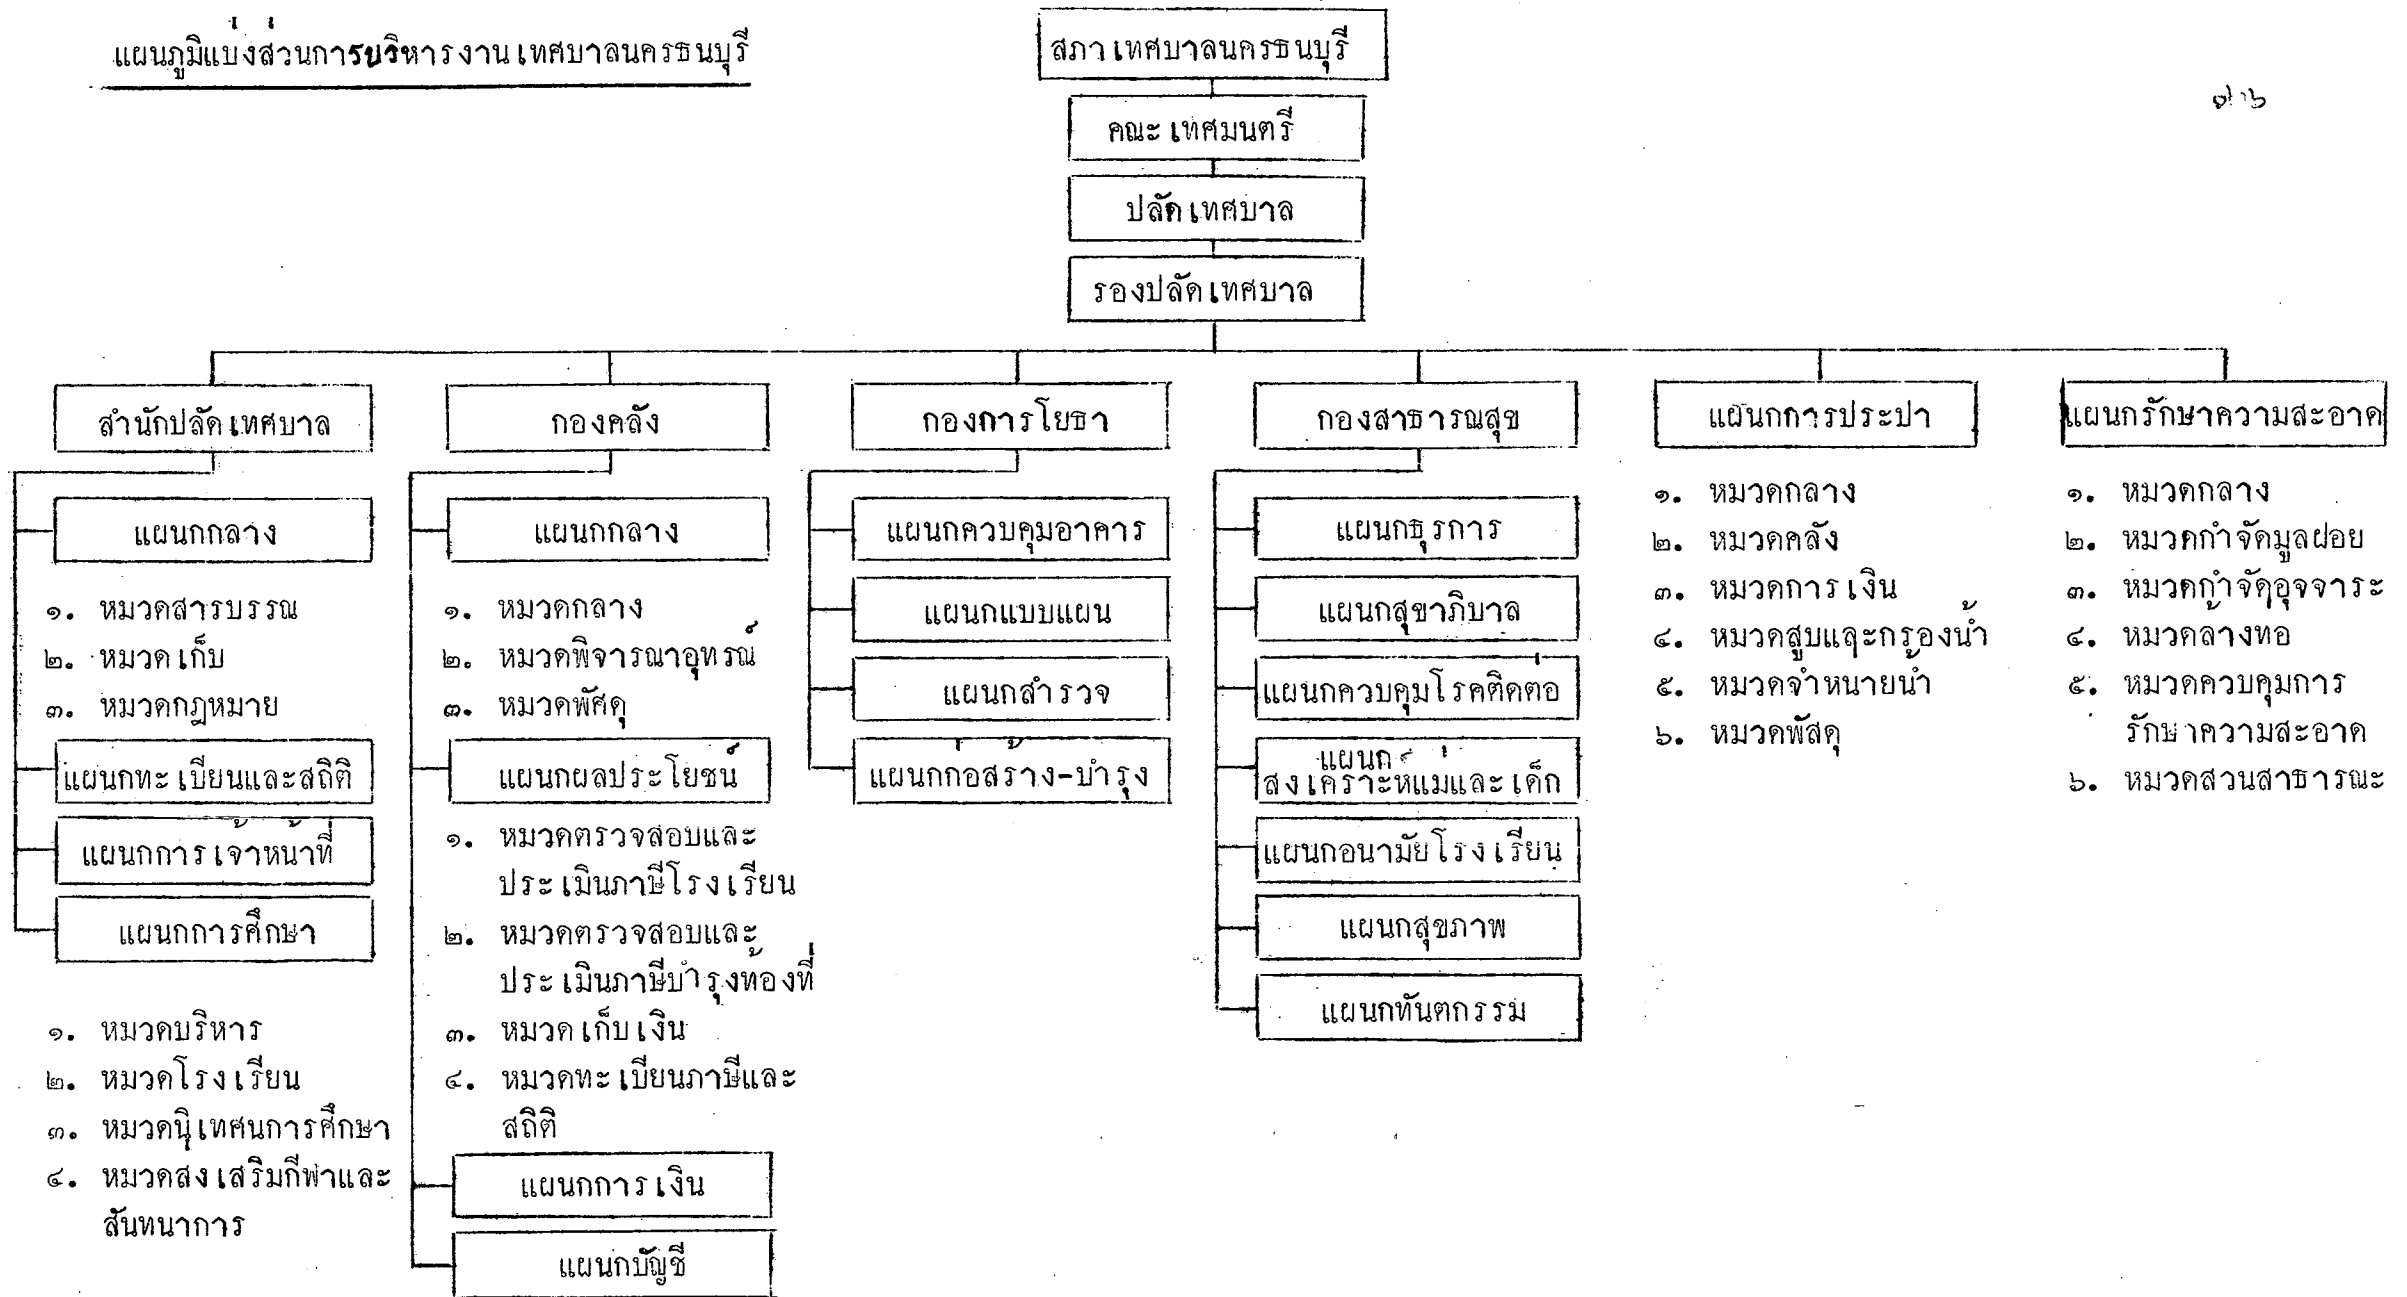 แผนภูมิแบ่งส่วนการบริหารงานเทศบาลนครธนบุรี
สภาเทศบาลนครธนบุรี
คณะเทศมนตรี
ปลัดเทศบาล
รองปลัดเทศบาล
สำนักปลัดเทศบาล
แผนกกลาง
๑. หมวดสารบรรณ
๒. หมวดเก็บ
๓. หมวดกฎหมาย
แผนกทะเบียนและสถิติ
แผนกการเจ้าหน้าที่
แผนกการศึกษา
๑. หมวดบริหาร
๒. หมวดโรงเรียน
๓. หมวดนิเทศนการศึกษา
๔. หมวดสงเสริมกีฬาและ
สันทนาการ
กองคลัง
แผนกกลาง
๑. หมวดกลาง
๒. หมวดพิจารณาอุทรณ์
๓. หมวดพัศดุ
แผนกผลประโยชน์
๑. หมวดตรวจสอบและ
ประเมินภาษีโรงเรียน
๒. หมวดตรวจสอบและ
ประเมินภาษีบำรุงท้องที่
๓. หมวดเก็บเงิน
๔. หมวดทะเบียนภาษีและ
สถิติ
แผนกการเงิน
แผนกบัญชี
กองการโยธา
แผนกควบคุมอาคาร
แผนกแบบแผน
แผนกสำรวจ
แผนกก่อสร้าง-บำรุง
กองสาธารณสุข
แผนกธุรการ
แผนกสุขาภิบาล
แผนกควบคุมโรคติดต่อ
แผนก
สงเคราะห์แม่และเด็ก
แผนกอนามัยโรงเรียน
แผนกสุขภาพ
แผนกทันตกรรม
แผนกการประปา
๑. หมวดกลาง
๒. หมวดคลัง
๓. หมวดการเงิน
๔. หมวดสูบและกรองน้ำ
๕. หมวดจำหนายน้ำ
๖. หมวดพัสดุ
แผนกรักษาความสะอาด
๑. หมวดกลาง
๒. หมวดกำจัดมูลฝอย
๓. หมวดกำจัดอุจจาระ
๔. หมวดล้างทอ
๕. หมวดควบคุมการ
รักษาความสะอาด
๖. หมวดสวนสาธารณะ